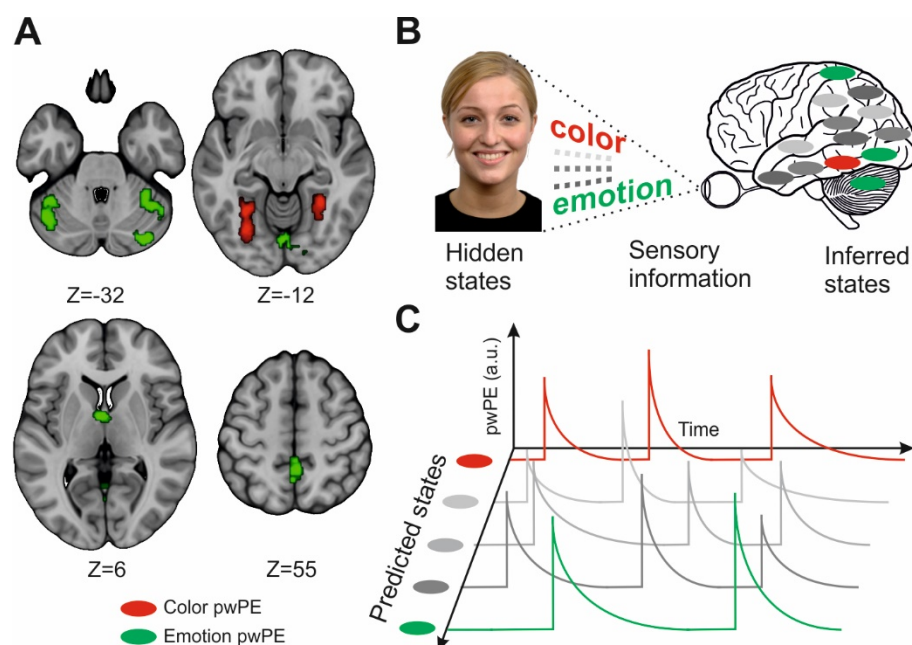 A
Z=-32
Z=-12
Z=6
Z=55
Color pwPE
Emotion pwPE
B
color
emotion
Hidden
states
Sensory
information
Inferred
states
C
pwPE (a.u.)
Time
Predicted states